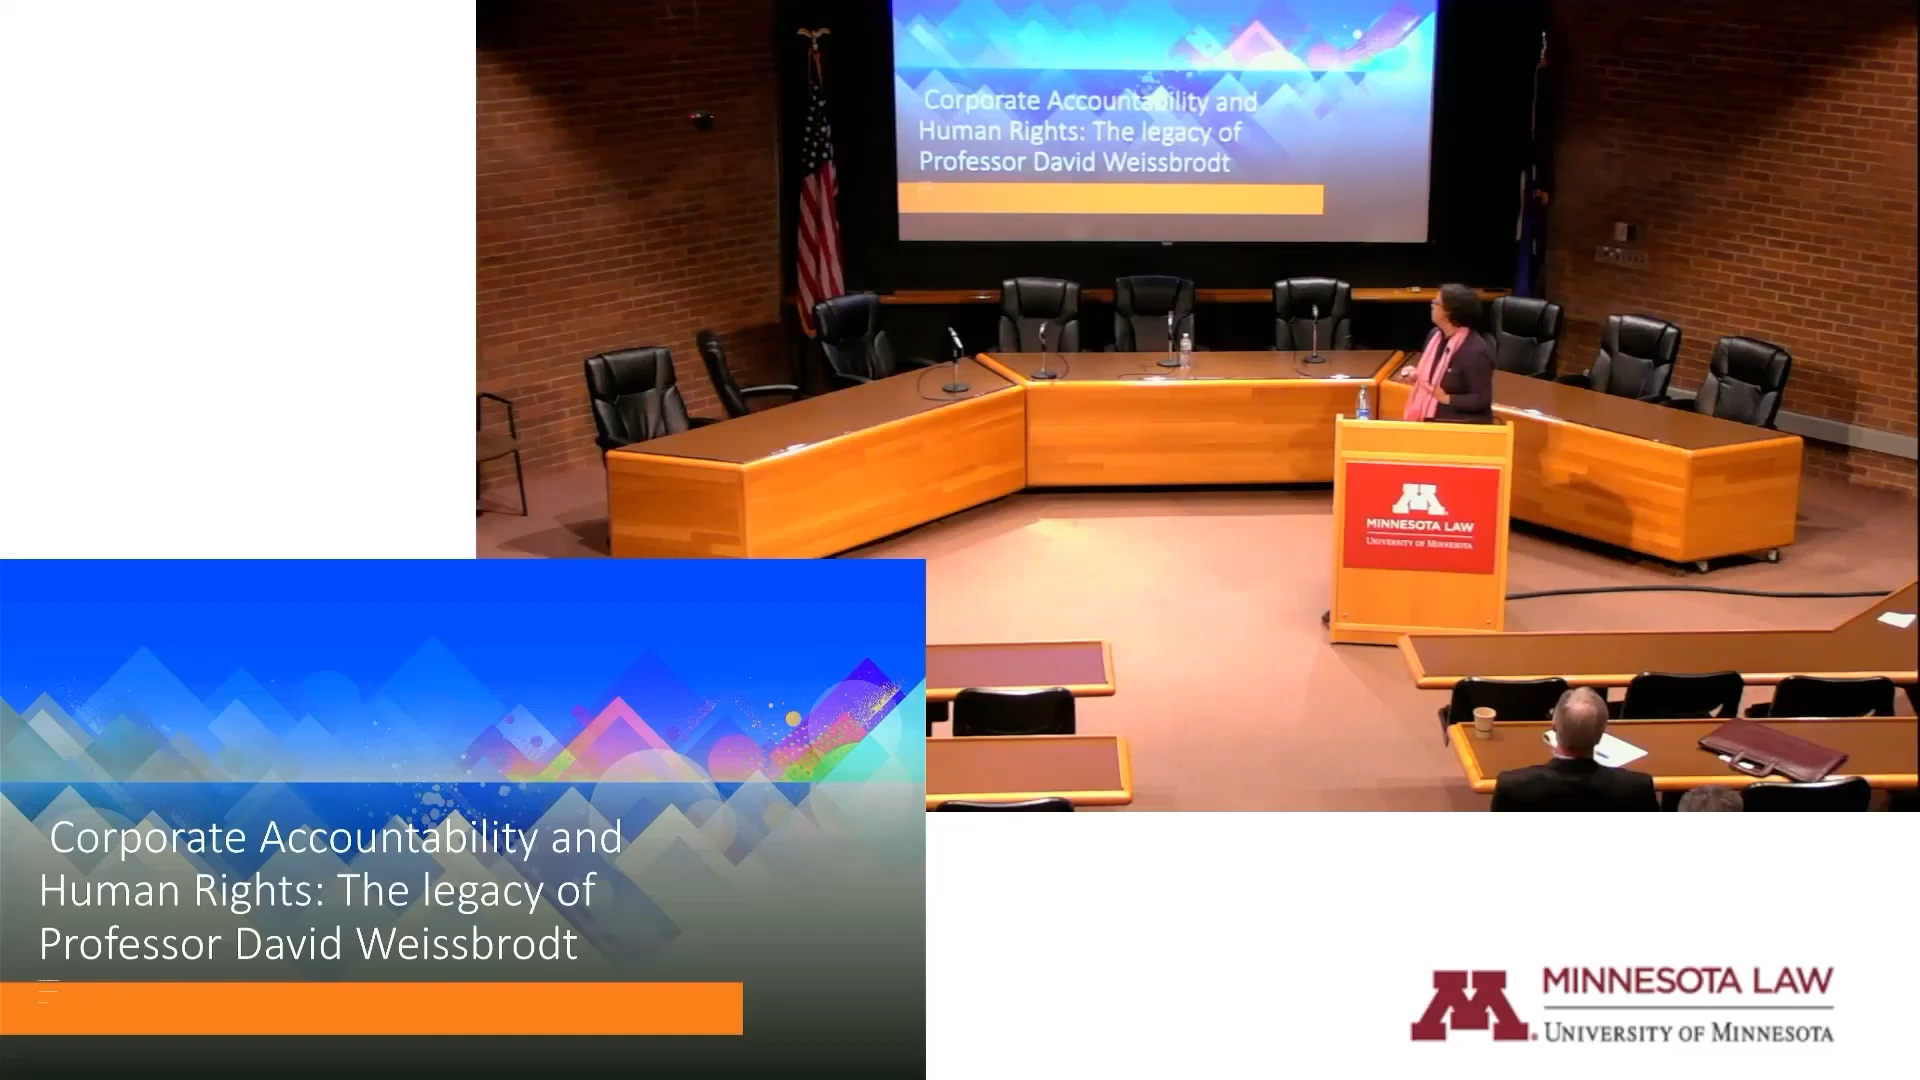 Corporate Accountability and
Human Rights: The legacy of
Professor David Weissbrodt
M
MINNESOTA LAW
UNIVERSITY OF MINNESOTA
Corporate Accountability and
Human Rights: The legacy of
Professor David Weissbrodt
M
MINNESOTA LAW
UNIVERSITY OF MINNESOTA